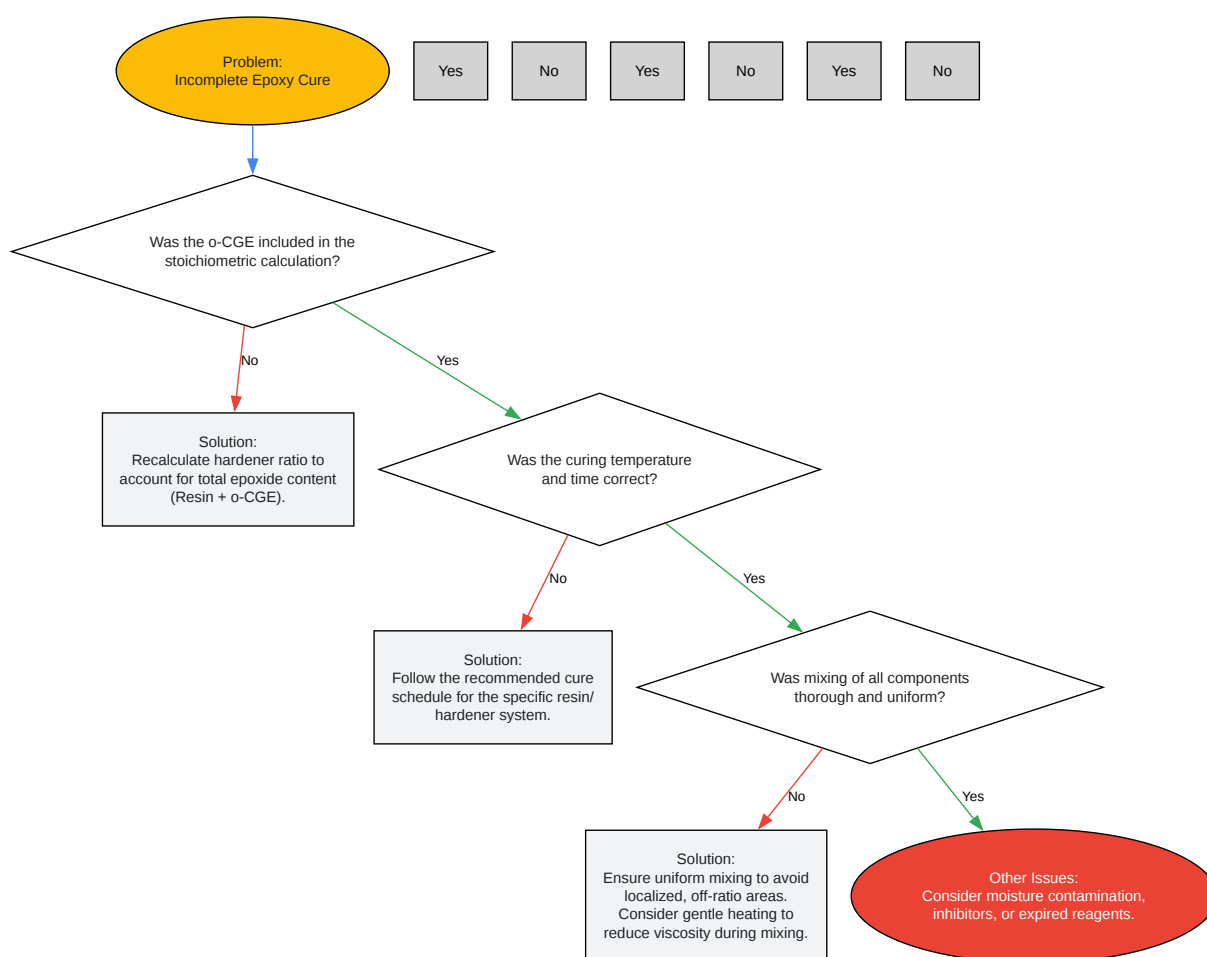 Problem:
Incomplete Epoxy Cure
Yes
No
Yes
No
Yes
No
Was the o-CGE included in the
stoichiometric calculation?
No
Yes
Solution:
Recalculate hardener ratio to
account for total epoxide content
(Resin + o-CGE).
Was the curing temperature
and time correct?
No
Yes
Solution:
Follow the recommended cure
schedule for the specific resin/
hardener system.
Was mixing of all components
thorough and uniform?
No
Yes
Solution:
Ensure uniform mixing to avoid
localized, off-ratio areas.
Consider gentle heating to
reduce viscosity during mixing.
Other Issues:
Consider moisture contamination,
inhibitors, or expired reagents.